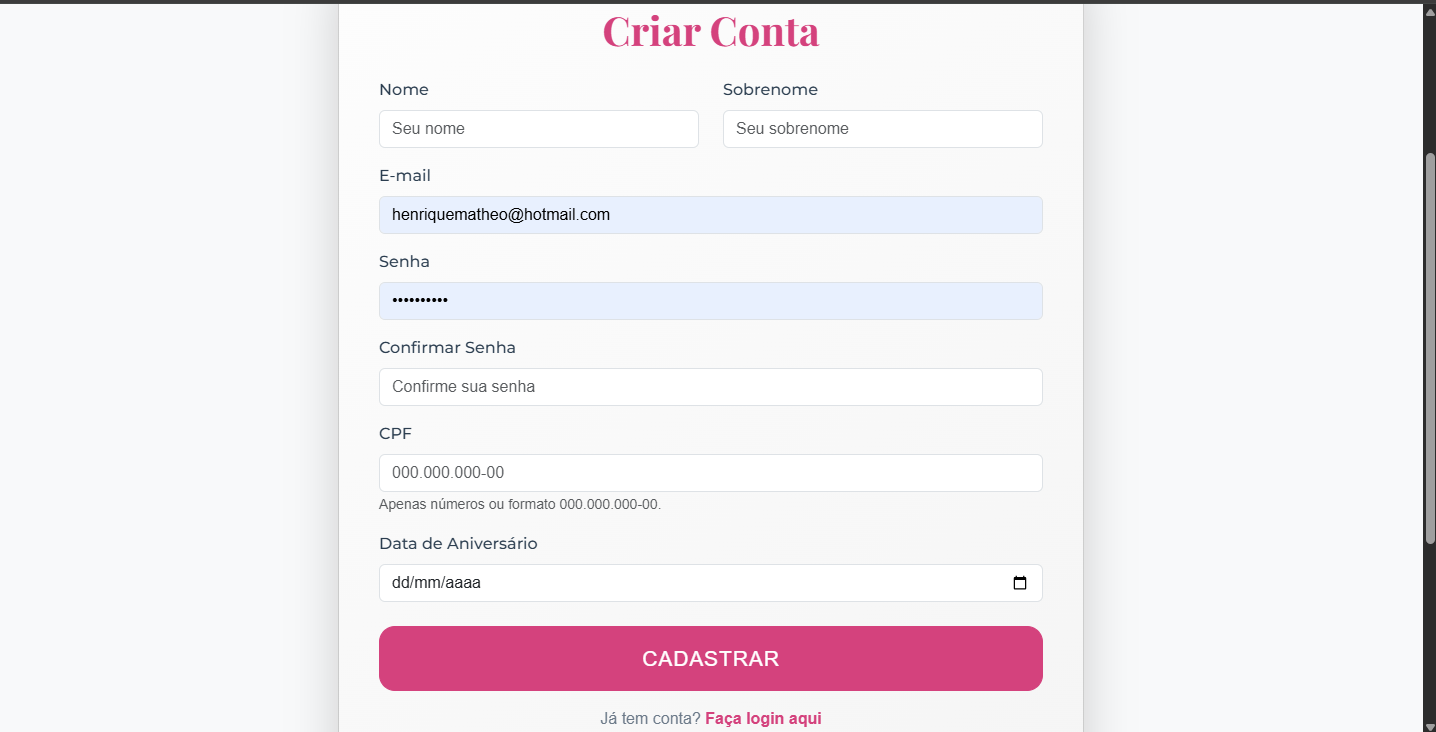 Criar Conta
Nome
Sobrenome
Seu nome
Seu sobrenome
E-mail
henriquematheo@hotmail.com
Senha
••••••••••
Confirmar Senha
Confirme sua senha
CPF
000.000.000-00
Apenas números ou formato 000.000.000-00.
Data de Aniversário
dd/mm/aaaa
CADASTRAR
Já tem conta? Faça login aqui